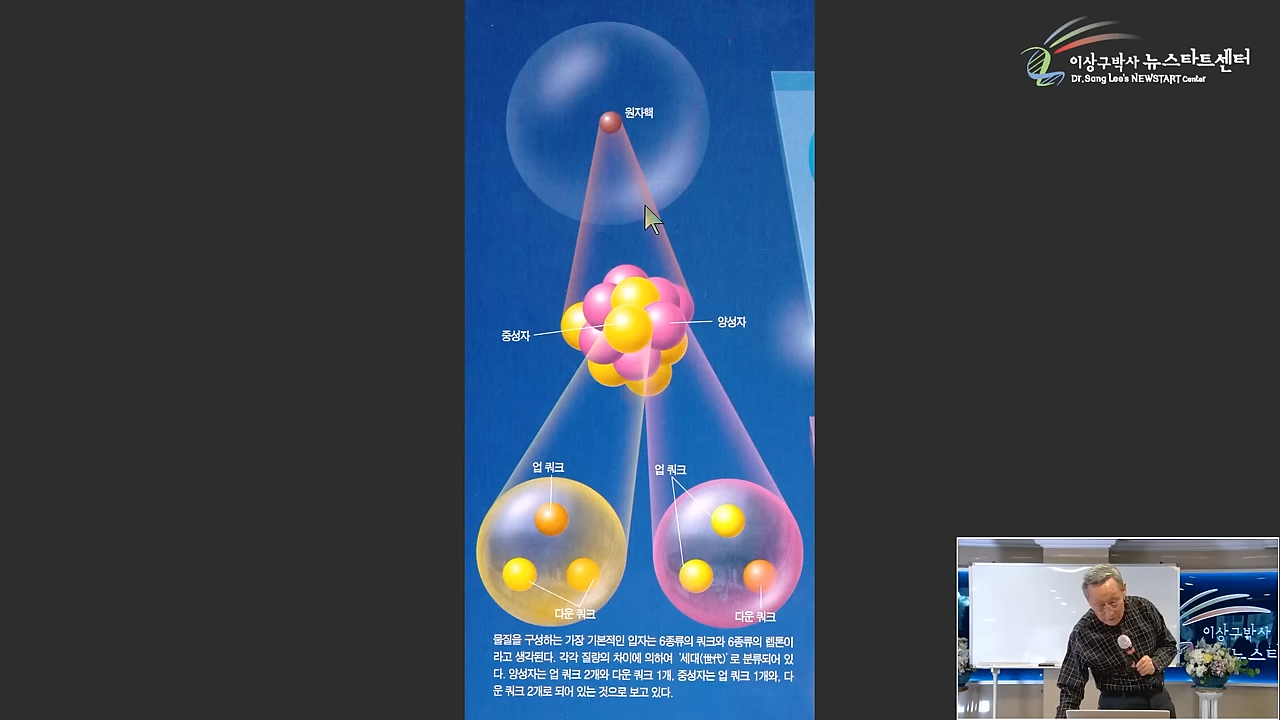 이상구박사 뉴스타트센터
Dr. Sang Lee's NEWSTART Center
원자핵
중성자
양성자
업 쿼크
업 쿼크
다운 쿼크
다운 쿼크
물질을 구성하는 가장 기본적인 입자는 6종류의 쿼크와 6종류의 렙톤이
라고 생각된다. 각각 질량의 차이에 의하여 '세대(世代)'로 분류되어 있
다. 양성자는 업 쿼크 2개와 다운 쿼크 1개, 중성자는 업 쿼크 1개와, 다
운 쿼크 2개로 되어 있는 것으로 보고 있다.
이상구박사
뉴스타